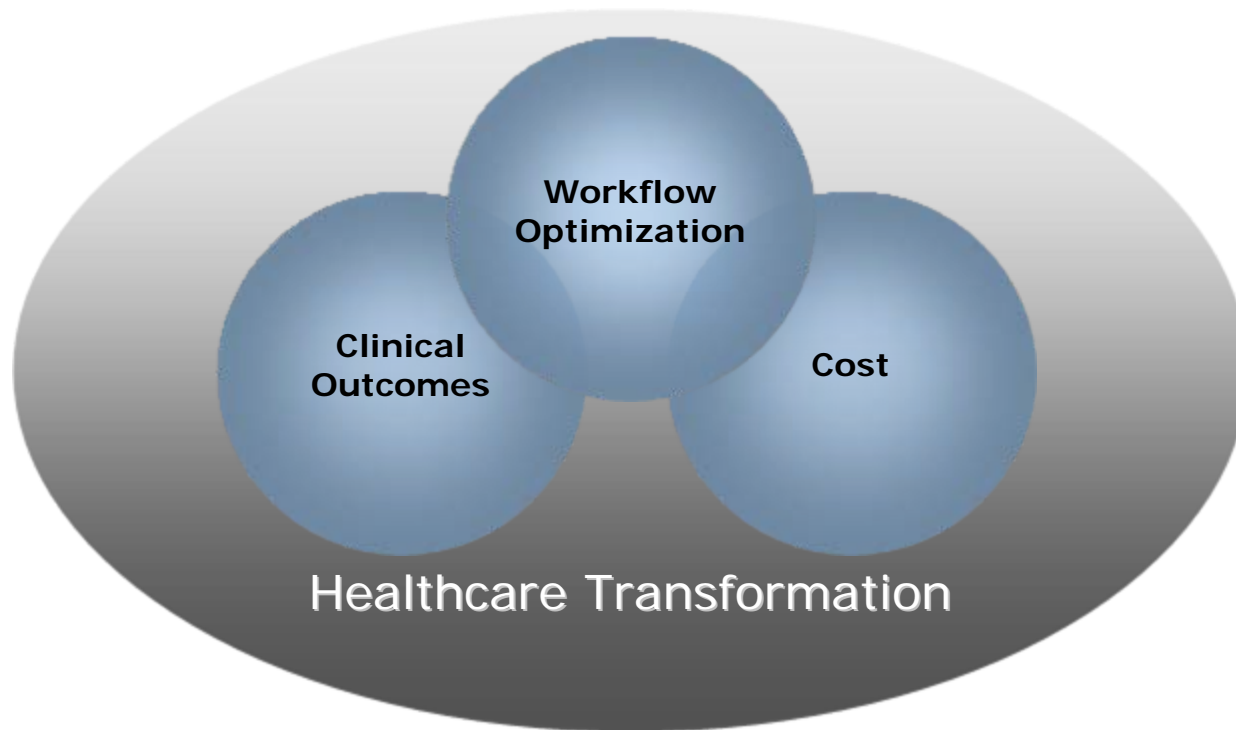 Workflow
Optimization
Clinical
Outcomes
Cost
Healthcare Transformation